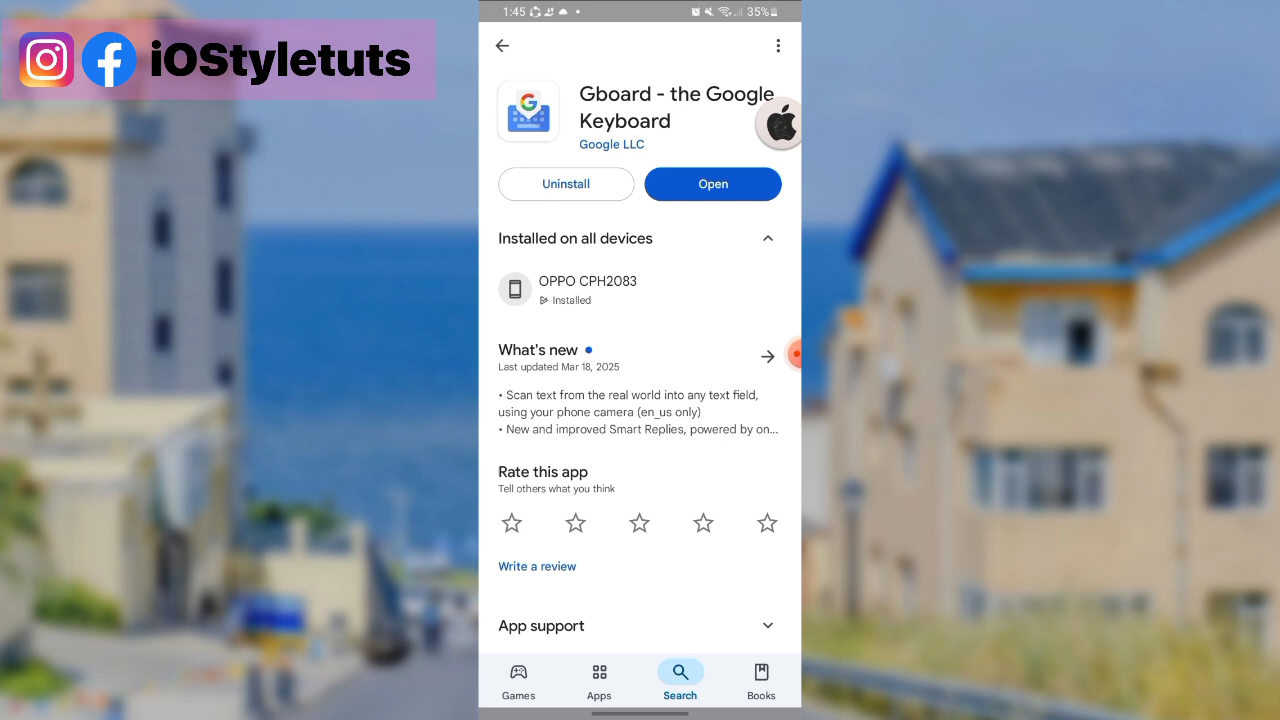 iOStyletuts
1:45
35%
Gboard - the Google
Keyboard
Google LLC
Uninstall
Open
Installed on all devices
OPPO CPH2083
Installed
What's new
Last updated Mar 18, 2025
• Scan text from the real world into any text field,
using your phone camera (en_us only)
• New and improved Smart Replies, powered by on...
Rate this app
Tell others what you think
Write a review
App support
Games
Apps
Search
Books